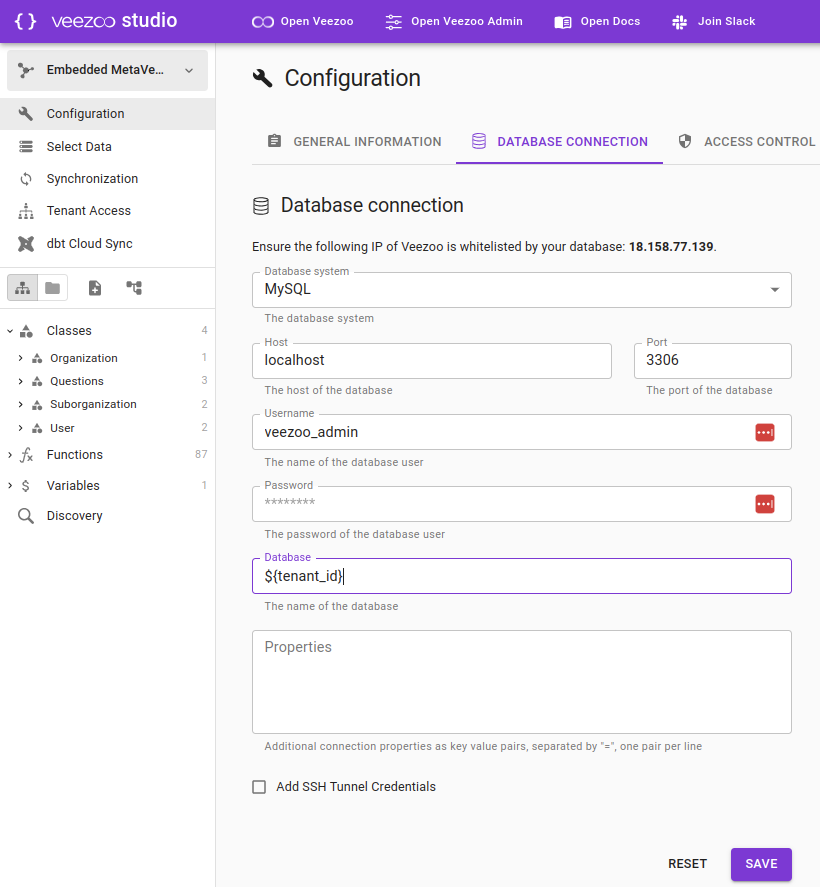 { } veezoo studio
Open Veezoo
Open Veezoo Admin
Open Docs
Join Slack
Embedded MetaVe...
Configuration
Select Data
Synchronization
Tenant Access
dbt Cloud Sync
Classes 4
Organization 1
Questions 3
Suborganization 2
User 2
Functions 87
Variables 1
Discovery
Configuration
GENERAL INFORMATION
DATABASE CONNECTION
ACCESS CONTROL
Database connection
Ensure the following IP of Veezoo is whitelisted by your database: 18.158.77.139.
Database system
MySQL
The database system
Host
localhost
The host of the database
Port
3306
The port of the database
Username
veezoo_admin
The name of the database user
Password
********
The password of the database user
Database
${tenant_id}
The name of the database
Properties
Additional connection properties as key value pairs, separated by "=", one pair per line
Add SSH Tunnel Credentials
RESET
SAVE